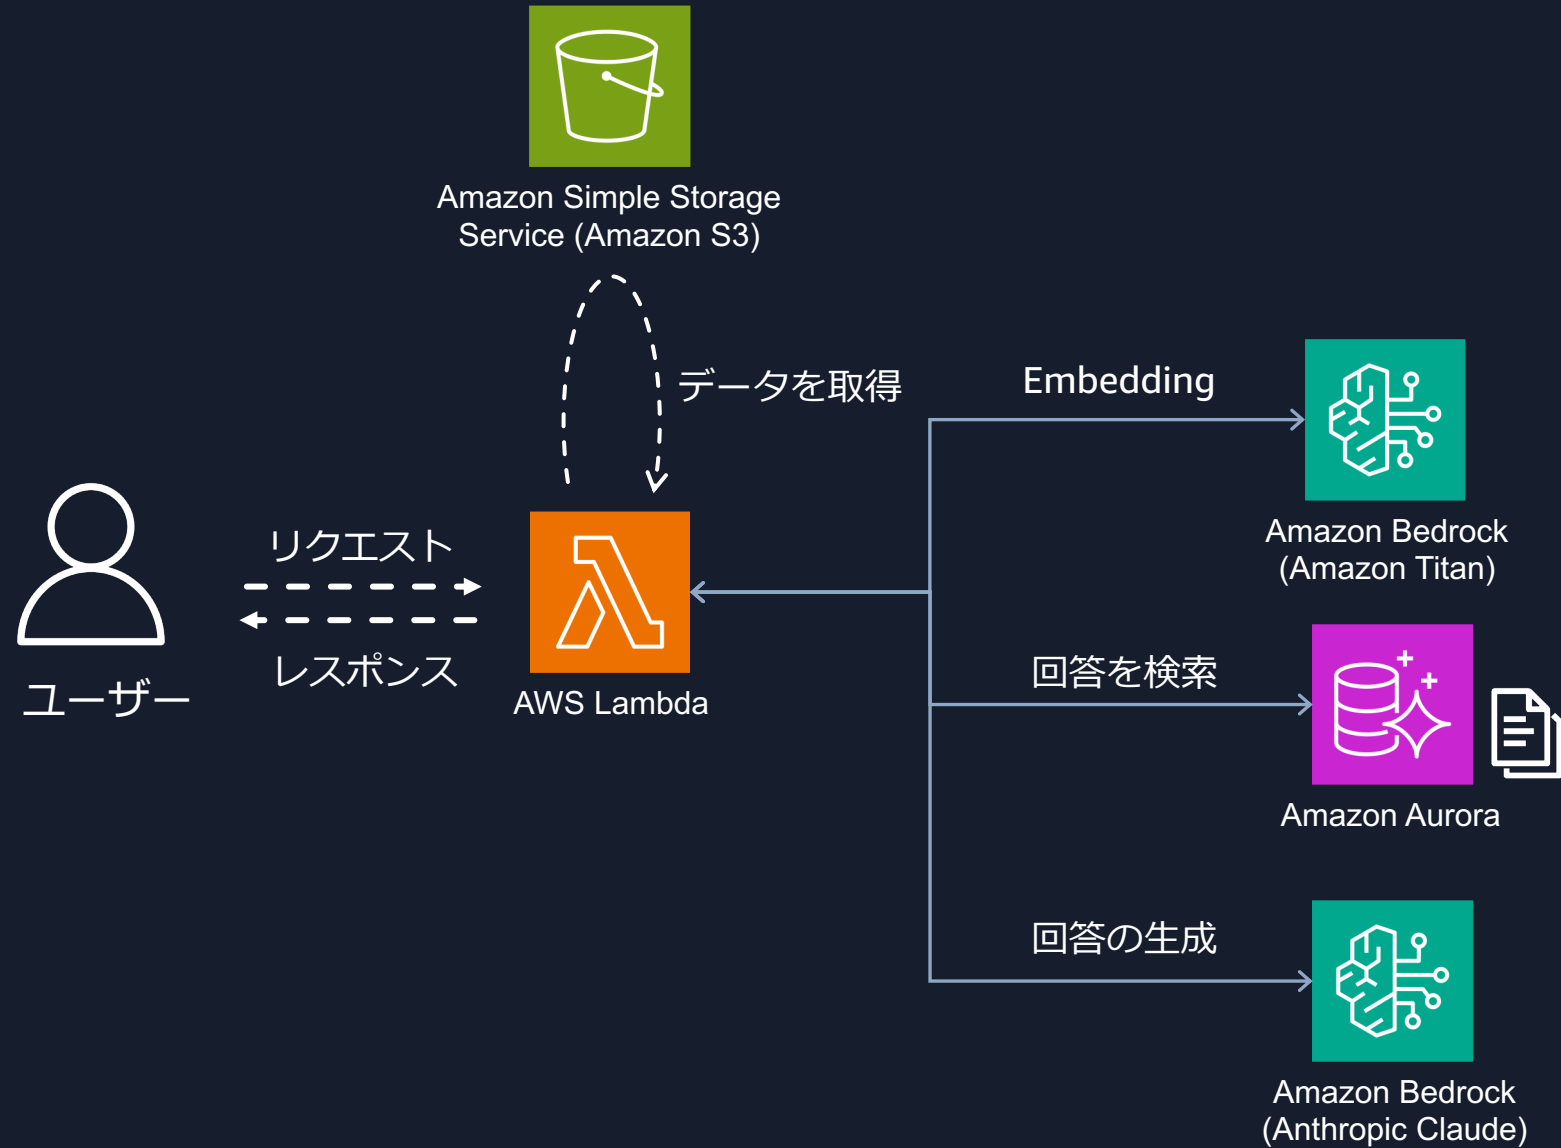 Amazon Simple Storage
Service (Amazon S3)
データを取得
Embedding
Amazon Bedrock
(Amazon Titan)
リクエスト
レスポンス
ユーザー
AWS Lambda
回答を検索
Amazon Aurora
回答の生成
Amazon Bedrock
(Anthropic Claude)